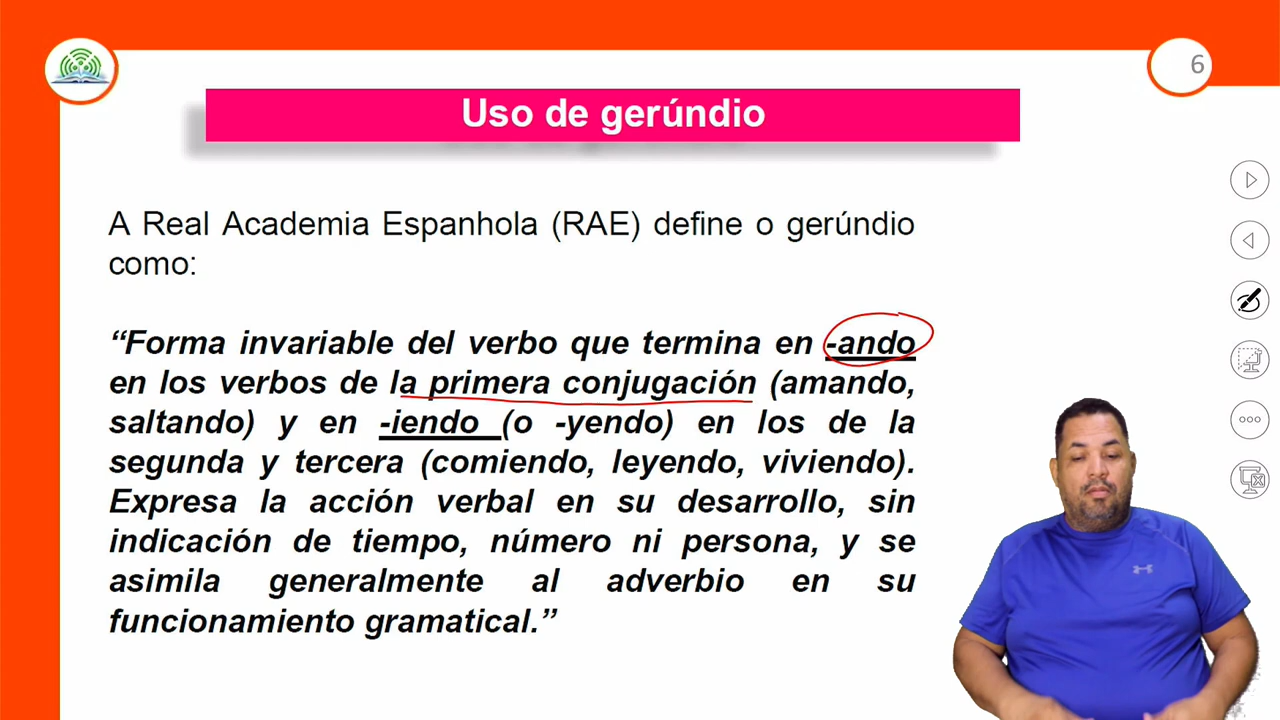 6
Uso de gerúndio
A Real Academia Espanhola (RAE) define o gerúndio
como:
“Forma invariable del verbo que termina en -ando
en los verbos de la primera conjugación (amando,
saltando) y en -iendo (o -yendo) en los de la
segunda y tercera (comiendo, leyendo, viviendo).
Expresa la acción verbal en su desarrollo, sin
indicación de tiempo, número ni persona, y se
asimila generalmente al adverbio en su
funcionamiento gramatical.”